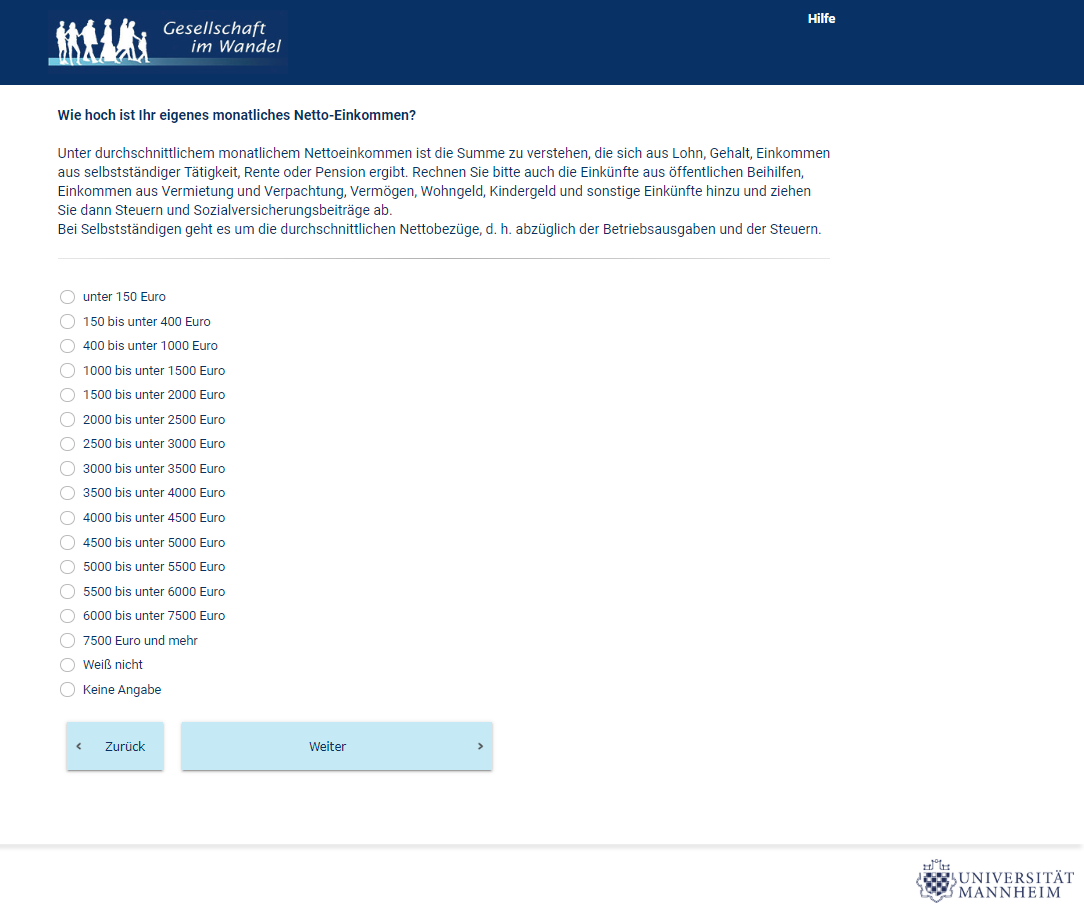 Gesellschaft
im Wandel
Hilfe
Wie hoch ist Ihr eigenes monatliches Netto-Einkommen?
Unter durchschnittlichem monatlichem Nettoeinkommen ist die Summe zu verstehen, die sich aus Lohn, Gehalt, Einkommen
aus selbstständiger Tätigkeit, Rente oder Pension ergibt. Rechnen Sie bitte auch die Einkünfte aus öffentlichen Beihilfen,
Einkommen aus Vermietung und Verpachtung, Vermögen, Wohngeld, Kindergeld und sonstige Einkünfte hinzu und ziehen
Sie dann Steuern und Sozialversicherungsbeiträge ab.
Bei Selbstständigen geht es um die durchschnittlichen Nettobezüge, d. h. abzüglich der Betriebsausgaben und der Steuern.
unter 150 Euro
150 bis unter 400 Euro
400 bis unter 1000 Euro
1000 bis unter 1500 Euro
1500 bis unter 2000 Euro
2000 bis unter 2500 Euro
2500 bis unter 3000 Euro
3000 bis unter 3500 Euro
3500 bis unter 4000 Euro
4000 bis unter 4500 Euro
4500 bis unter 5000 Euro
5000 bis unter 5500 Euro
5500 bis unter 6000 Euro
6000 bis unter 7500 Euro
7500 Euro und mehr
Weiß nicht
Keine Angabe
Zurück
Weiter
UNIVERSITÄT
MANNHEIM